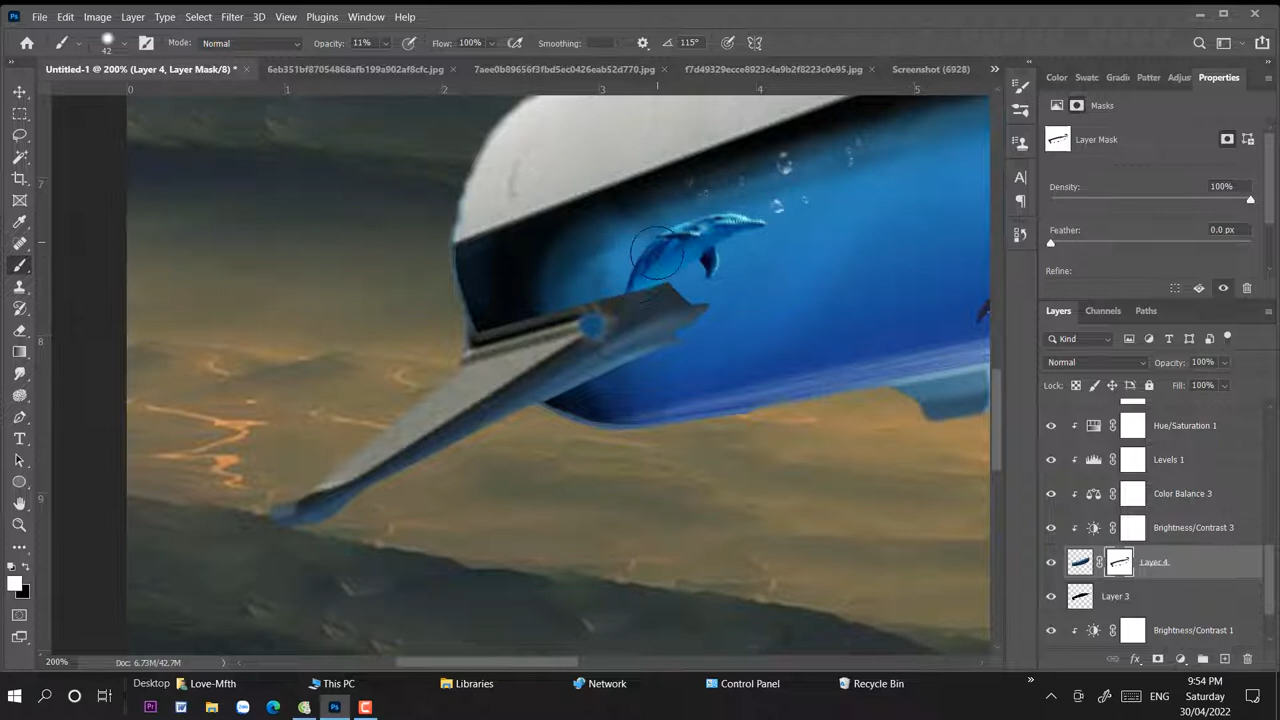 File Edit Image Layer Type Select Filter 3D View Plugins Window Help
42 Mode: Normal Opacity: 11% Flow: 100% Smoothing: 115°
Untitled-1 @ 200% (Layer 4, Layer Mask/8) * 6eb351bf87054868afb199a902af8cfc.jpg 7aee0b89656f3fbd5ec0426eab52d770.jpg f7d49329ecce8923c4a9b2f8223c0e95.jpg Screenshot (6928)
Color Swatc Gradi Patter Adjus Properties
0 1 2 3 4 5
Masks
Layer Mask
7
Density: 100%
Feather: 0.0 px
Refine:
Layers Channels Paths
8
Kind
Normal Opacity: 100%
Lock: Fill: 100%
Hue/Saturation 1
Levels 1
9
Color Balance 3
Brightness/Contrast 3
Layer 4
Layer 3
Brightness/Contrast 1
200% Doc: 6.73M/42.7M
Desktop Love-Mfth This PC Libraries Network Control Panel Recycle Bin
ENG
9:54 PM
Saturday
30/04/2022